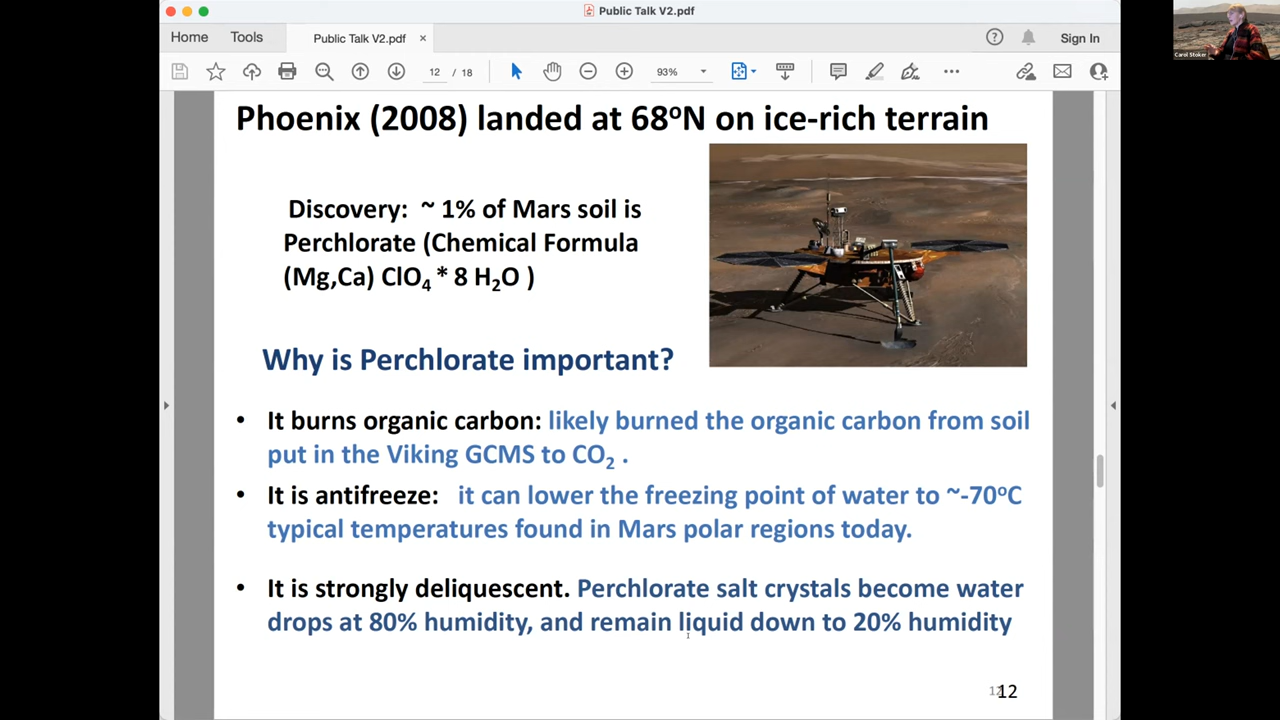 Public Talk V2.pdf
Home Tools Public Talk V2.pdf × Sign In
12 / 18 93%
Carol Stoker
Phoenix (2008) landed at 68°N on ice-rich terrain
Discovery: ~ 1% of Mars soil is
Perchlorate (Chemical Formula
(Mg,Ca) ClO₄ * 8 H₂O )
Why is Perchlorate important?
• It burns organic carbon: likely burned the organic carbon from soil
put in the Viking GCMS to CO₂ .
• It is antifreeze: it can lower the freezing point of water to ~-70°C
typical temperatures found in Mars polar regions today.
• It is strongly deliquescent. Perchlorate salt crystals become water
drops at 80% humidity, and remain liquid down to 20% humidity
12 12